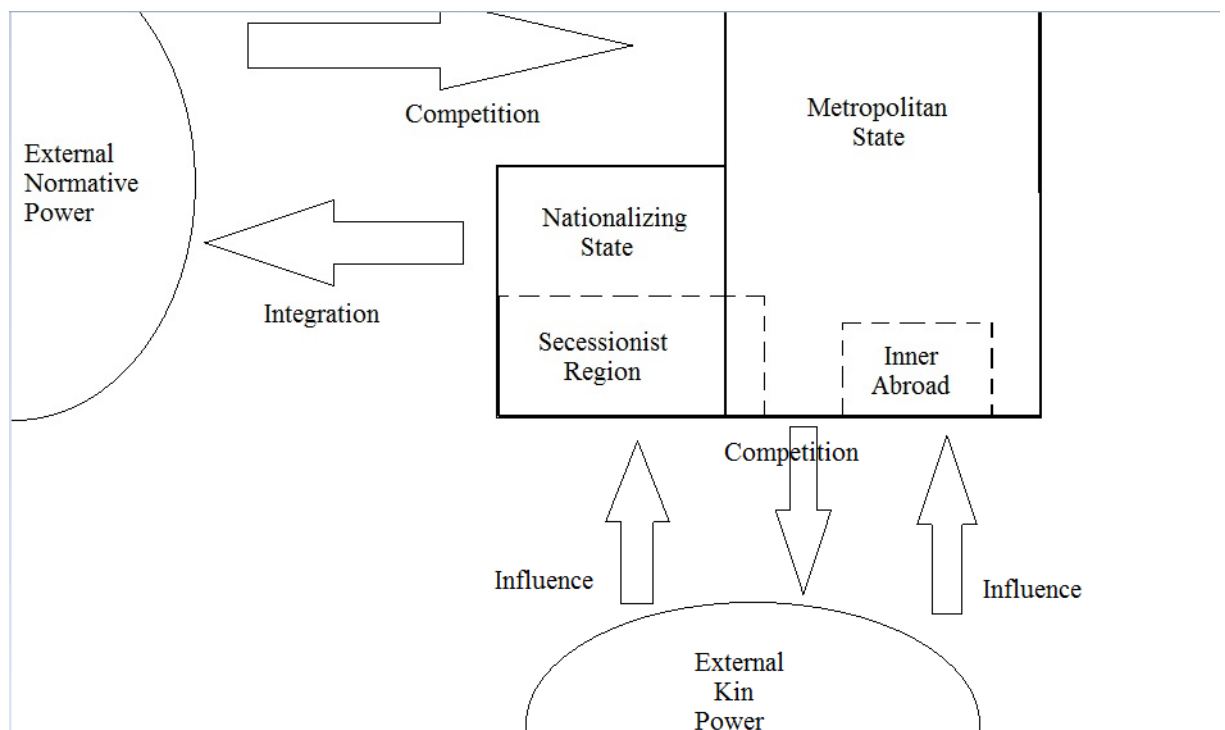 Competition
Metropolitan
State
External
Normative
Power
Nationalizing
State
Integration
Secessionist
Region
Inner
Abroad
Competition
Influence
Influence
External
Kin
Power